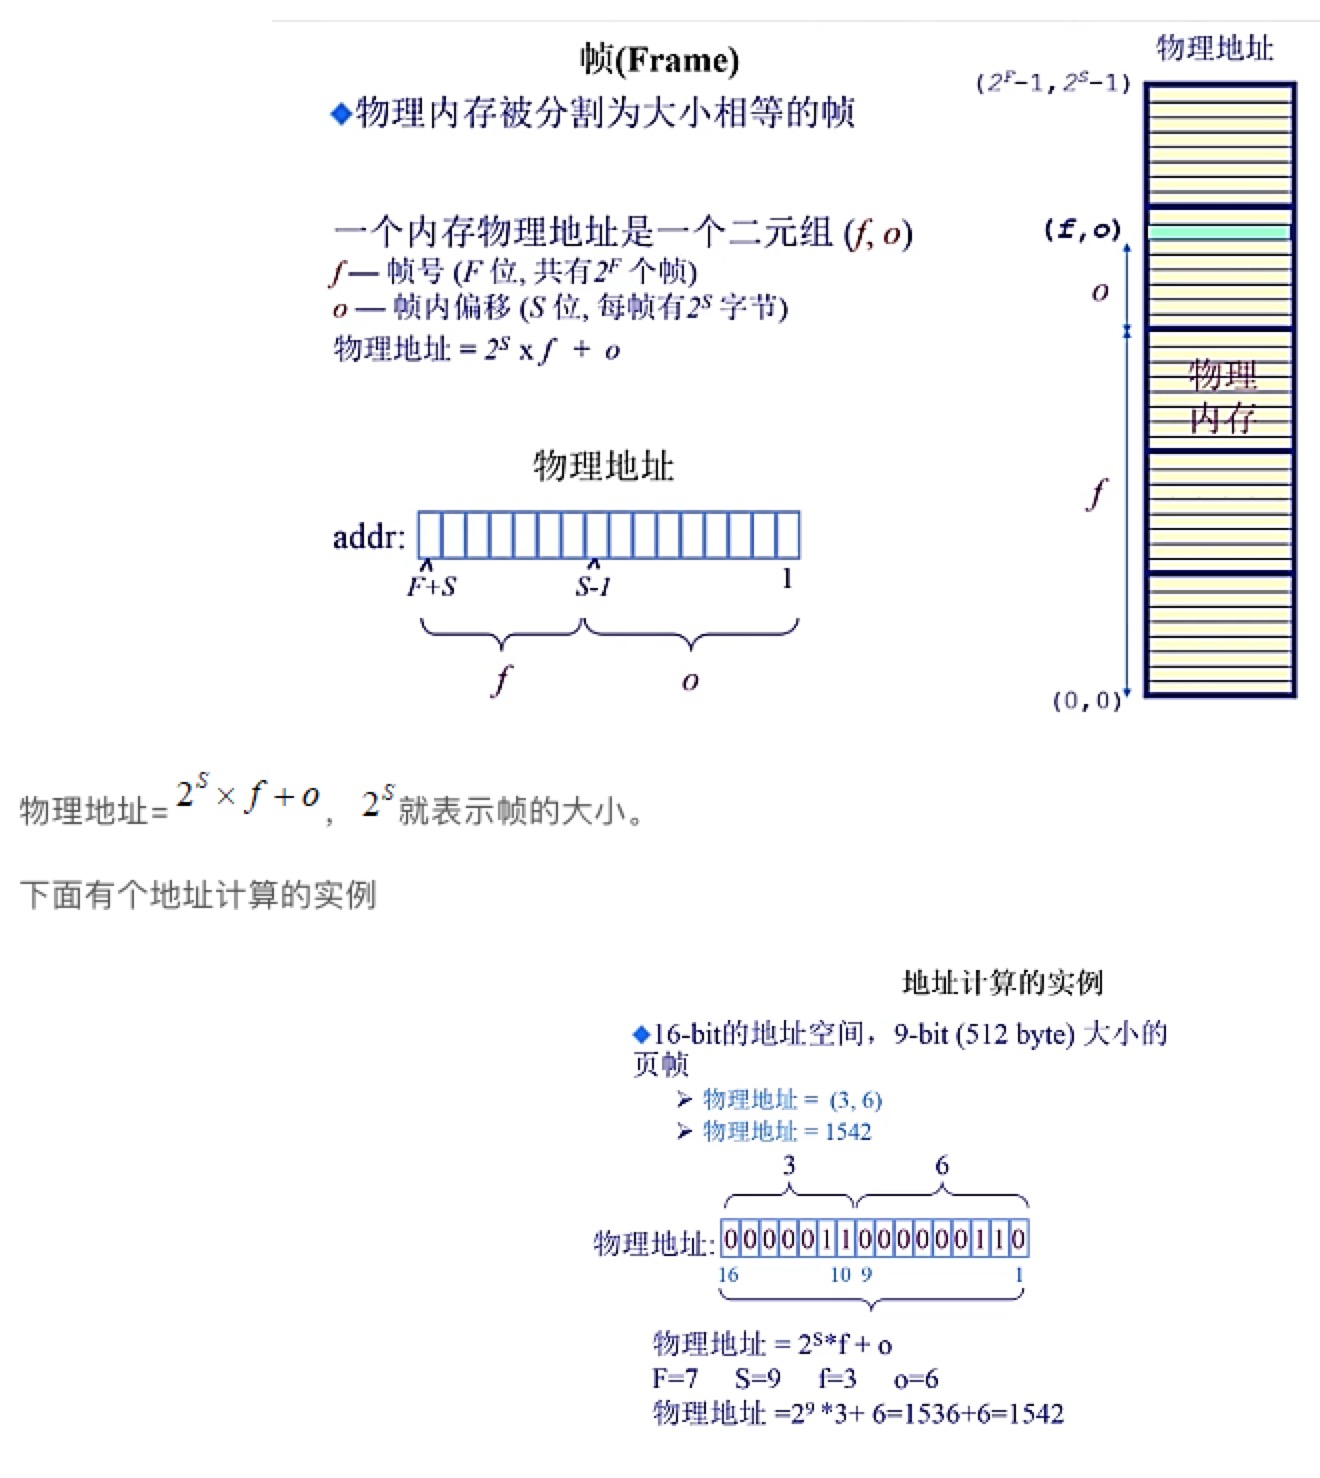 帧(Frame)
◆物理内存被分割为大小相等的帧
一个内存物理地址是一个二元组 (f, o)
f — 帧号 (F 位, 共有2^F 个帧)
o — 帧内偏移 (S 位, 每帧有2^S 字节)
物理地址 = 2^S x f + o
物理地址
addr:
F+S S-1 1
f o
物理地址
(2^F-1, 2^S-1)
(f,o)
o
物理
内存
f
(0,0)
物理地址= 2^S × f + o , 2^S 就表示帧的大小。
下面有个地址计算的实例
地址计算的实例
◆16-bit的地址空间，9-bit (512 byte) 大小的
页帧
➢ 物理地址 = (3, 6)
➢ 物理地址 = 1542
3 6
物理地址: 0 0 0 0 0 1 1 0 0 0 0 0 0 1 1 0
16 10 9 1
物理地址 = 2^S*f + o
F=7 S=9 f=3 o=6
物理地址 =2^9 *3+ 6=1536+6=1542